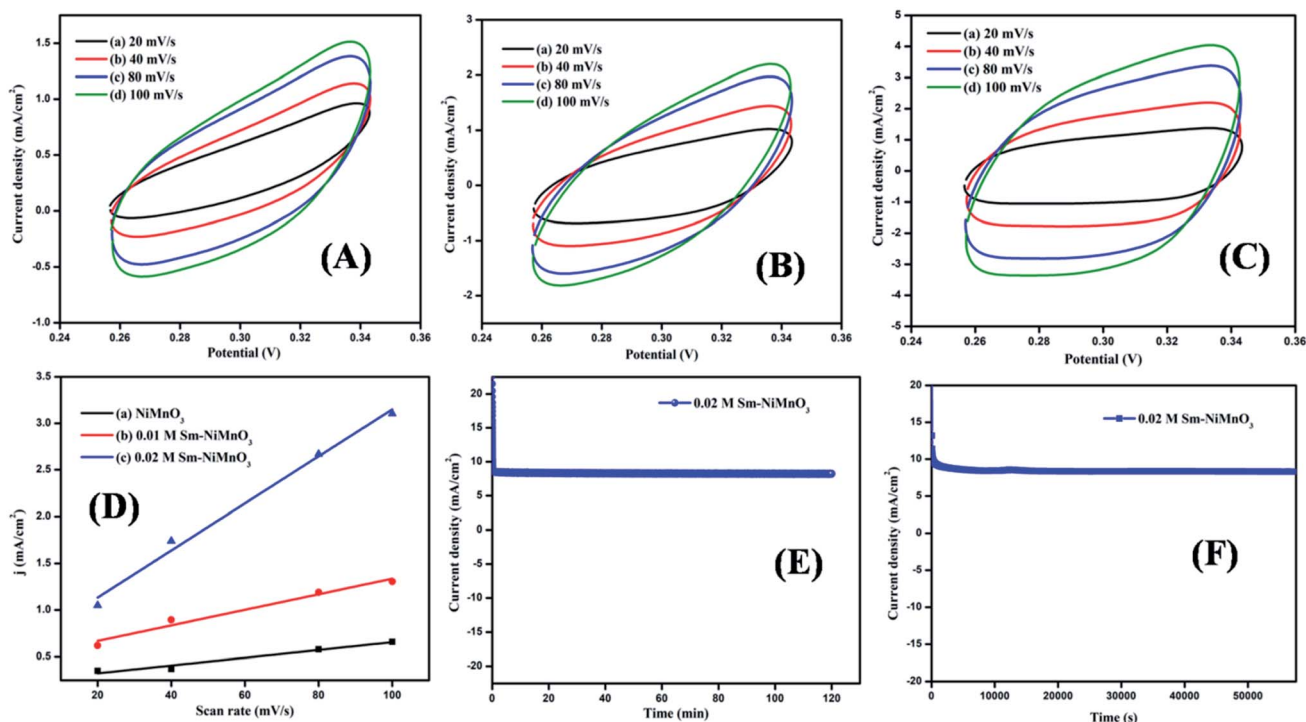 (a) 20 mV/s
(b) 40 mV/s
(c) 80 mV/s
(d) 100 mV/s
1.5
1.0
0.5
0.0
-0.5
-1.0
Current density (mA/cm²)
0.24 0.26 0.28 0.30 0.32 0.34 0.36
Potential (V)
(A)
(a) 20 mV/s
(b) 40 mV/s
(c) 80 mV/s
(d) 100 mV/s
3
2
1
0
-1
-2
Current density (mA/cm²)
0.24 0.26 0.28 0.30 0.32 0.34 0.36
Potential (V)
(B)
(a) 20 mV/s
(b) 40 mV/s
(c) 80 mV/s
(d) 100 mV/s
5
4
3
2
1
0
-1
-2
-3
-4
-5
Current density (mA/cm²)
0.24 0.26 0.28 0.30 0.32 0.34 0.36
Potential (V)
(C)
(a) NiMnO₃
(b) 0.01 M Sm-NiMnO₃
(c) 0.02 M Sm-NiMnO₃
3.5
3.0
2.5
2.0
1.5
1.0
0.5
j (mA/cm²)
20 40 60 80 100
Scan rate (mV/s)
(D)
0.02 M Sm-NiMnO₃
20
15
10
5
0
-5
-10
-15
-20
Current density (mA/cm²)
0 20 40 60 80 100 120 140
Time (min)
(E)
0.02 M Sm-NiMnO₃
20
15
10
5
0
-5
-10
-15
-20
Current density (mA/cm²)
0 10000 20000 30000 40000 50000
Time (s)
(F)